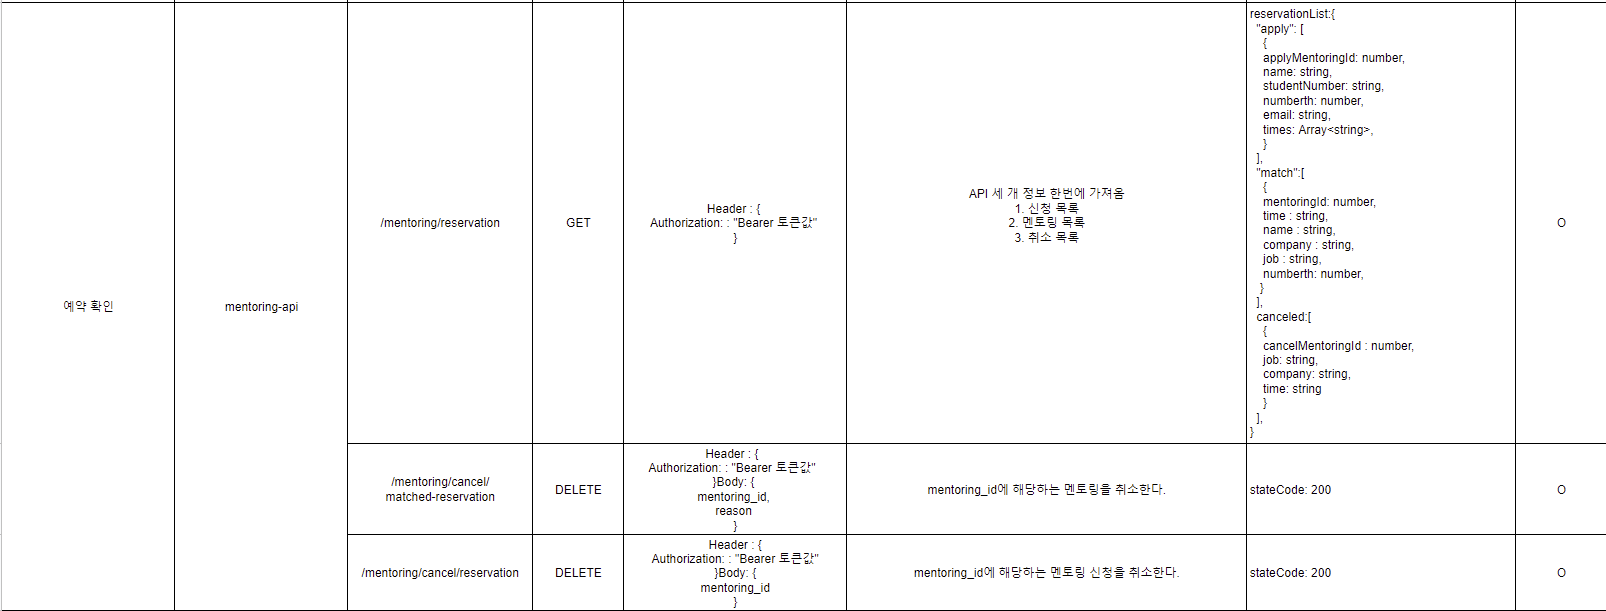 예약 확인
mentoring-api
/mentoring/reservation
GET
Header : {
Authorization: : "Bearer 토큰값"
}
API 세 개 정보 한번에 가져옴
1. 신청 목록
2. 멘토링 목록
3. 취소 목록
reservationList:{
"apply": [
{
applyMentoringId: number,
name: string,
studentNumber: string,
numberth: number,
email: string,
times: Array<string>,
}
],
"match":[
{
mentoringId: number,
time : string,
name : string,
company : string,
job : string,
numberth: number,
}
],
canceled:[
{
cancelMentoringId : number,
job: string,
company: string,
time: string
}
],
}
O
/mentoring/cancel/
matched-reservation
DELETE
Header : {
Authorization: : "Bearer 토큰값"
}Body: {
mentoring_id,
reason
}
mentoring_id에 해당하는 멘토링을 취소한다.
stateCode: 200
O
/mentoring/cancel/reservation
DELETE
Header : {
Authorization: : "Bearer 토큰값"
}Body: {
mentoring_id
}
mentoring_id에 해당하는 멘토링 신청을 취소한다.
stateCode: 200
O